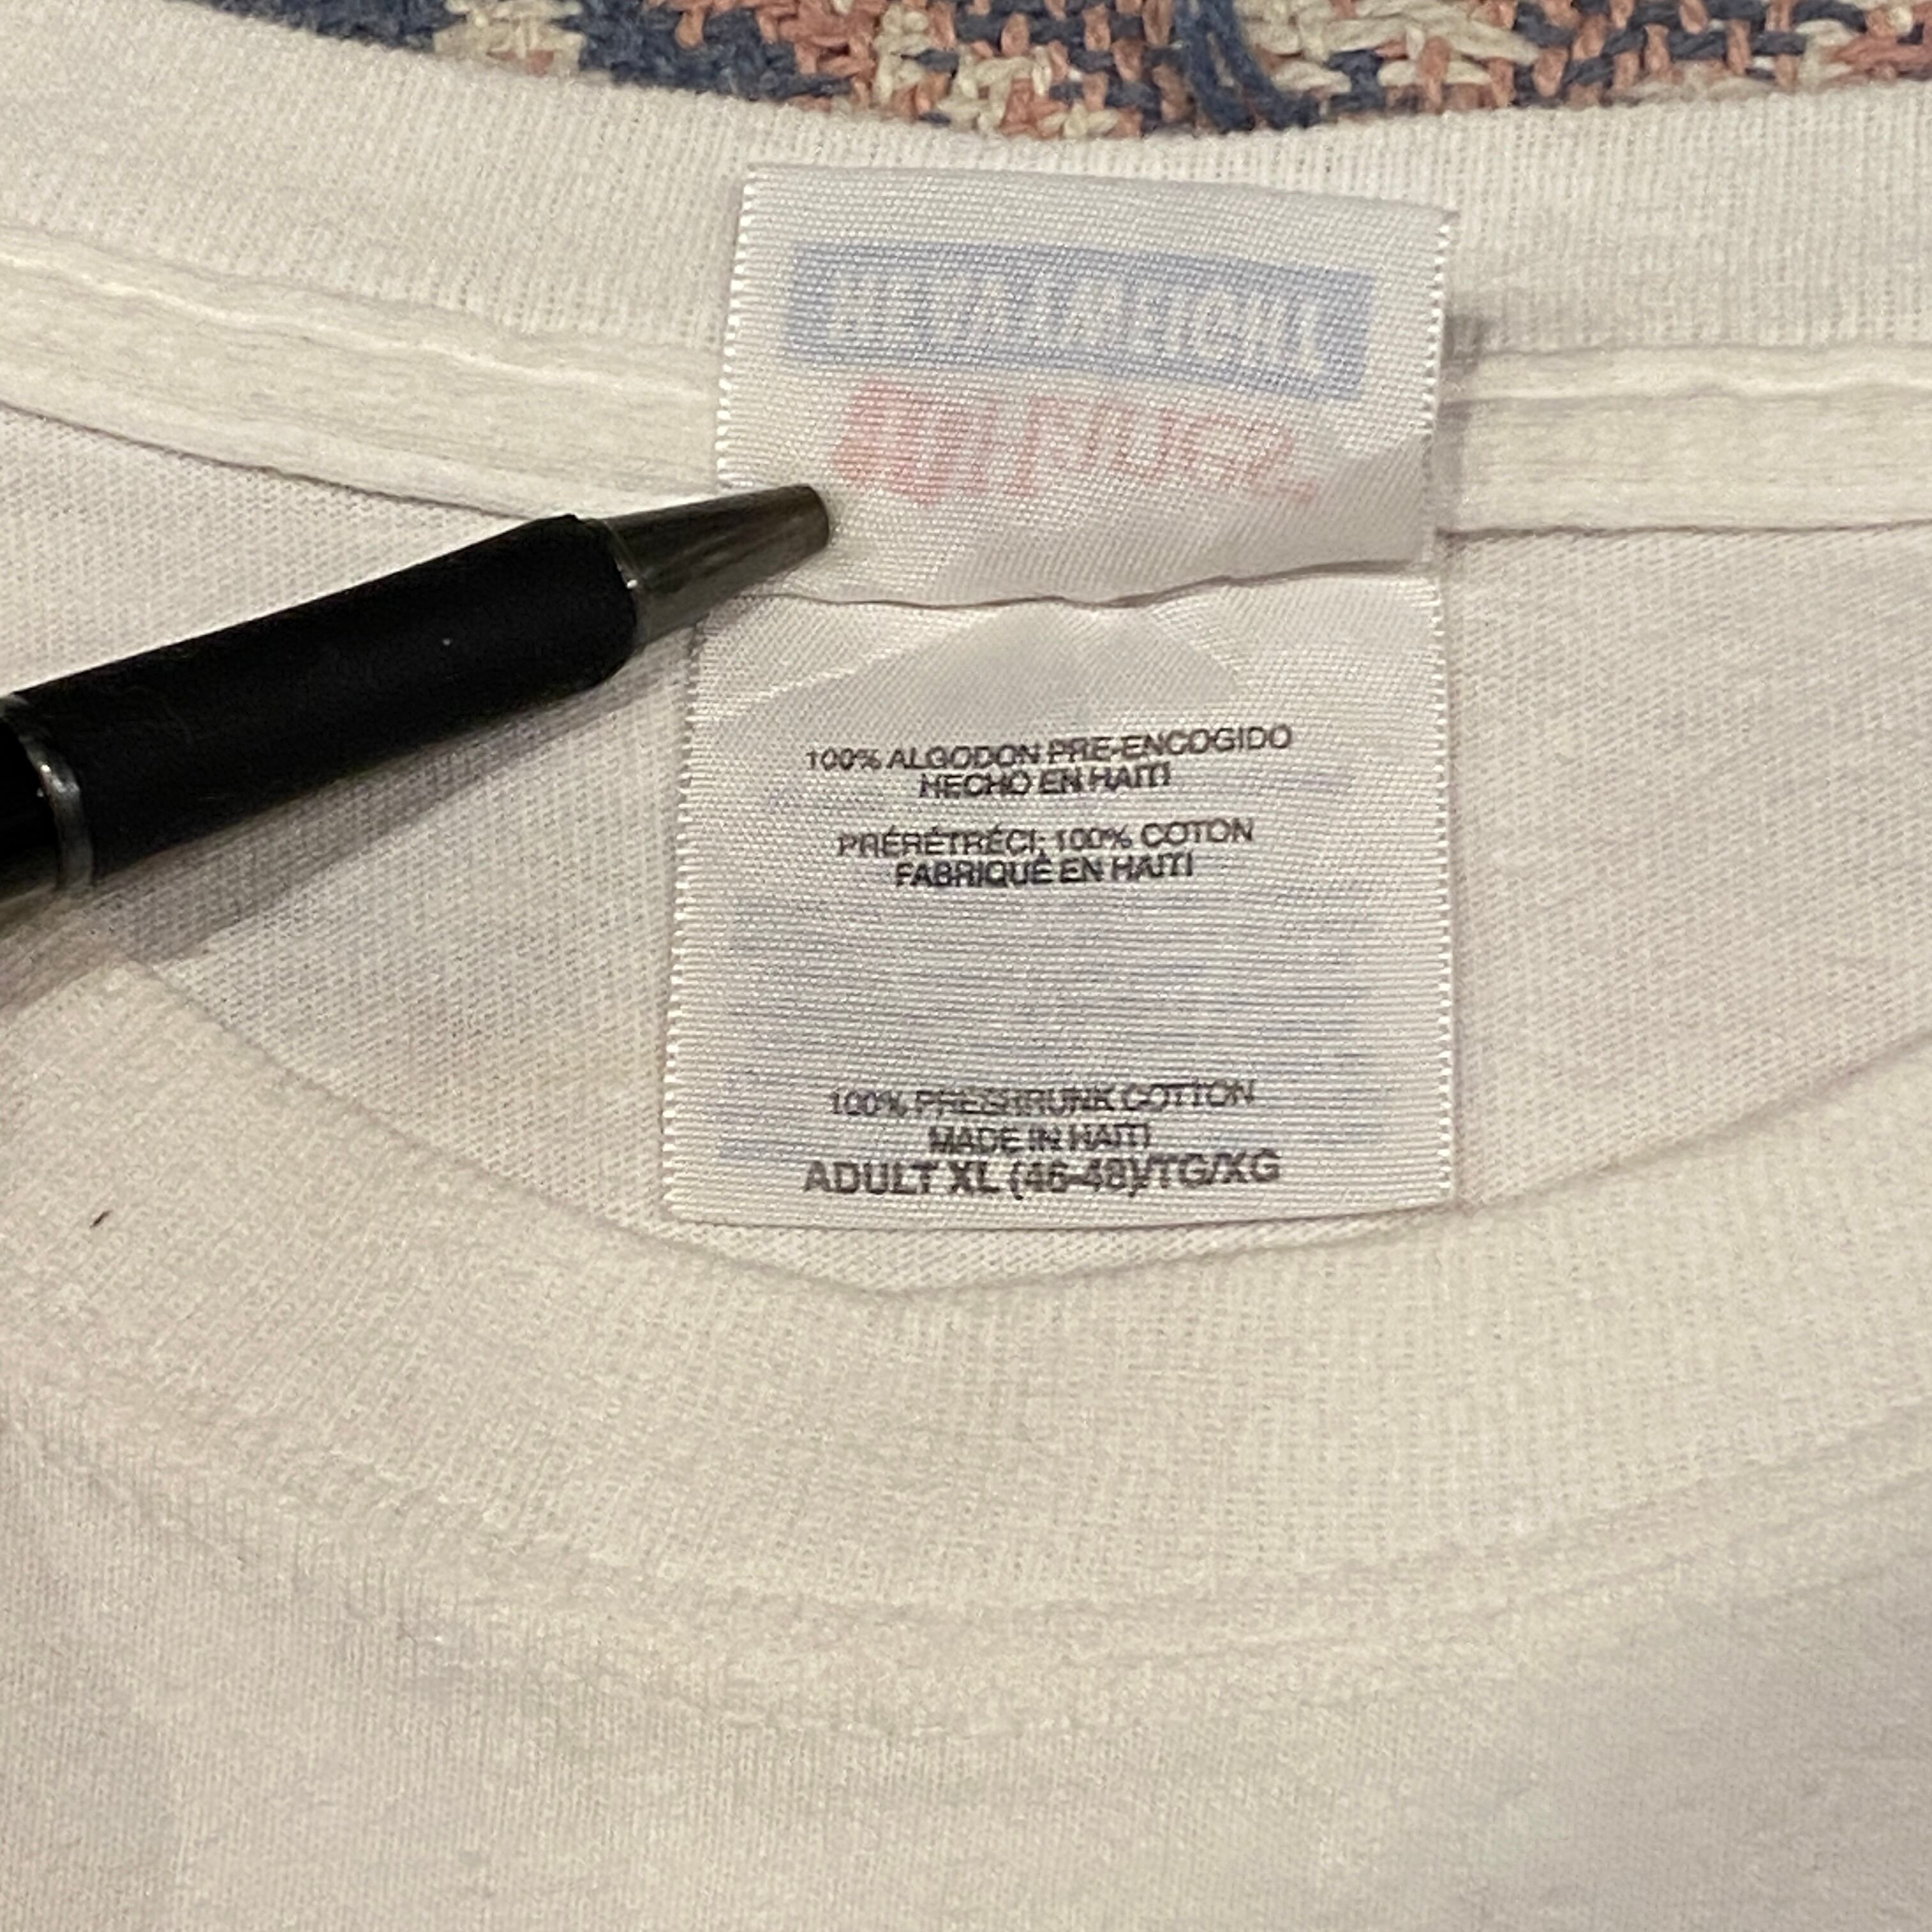 100% ALGODON PRE-ENCOGIDO
HECHO EN HAITI
PRÉRÉTRÉCI; 100% COTON
FABRIQUÉ EN HAITI
100% PRESHRUNK COTTON
MADE IN HAITI
ADULT XL (46-48)/TG/XG